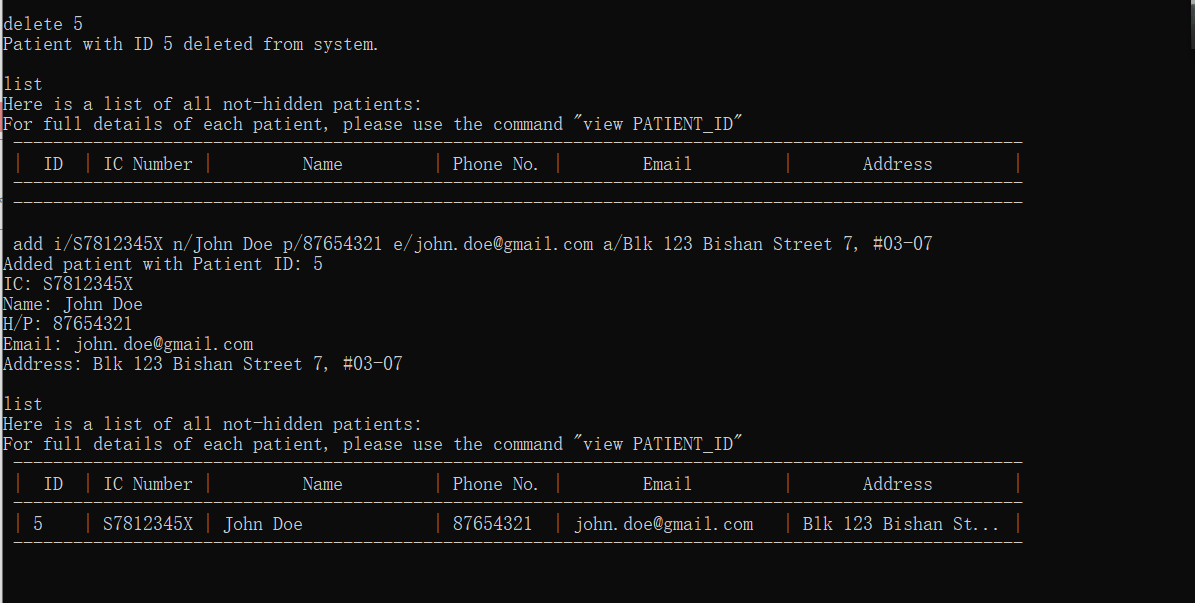 delete 5
Patient with ID 5 deleted from system.
list
Here is a list of all not-hidden patients:
For full details of each patient, please use the command "view PATIENT_ID"
------------------------------------------------------------------------------------------------------
| ID | IC Number | Name | Phone No. | Email | Address |
------------------------------------------------------------------------------------------------------
------------------------------------------------------------------------------------------------------
add i/S7812345X n/John Doe p/87654321 e/john.doe@gmail.com a/Blk 123 Bishan Street 7, #03-07
Added patient with Patient ID: 5
IC: S7812345X
Name: John Doe
H/P: 87654321
Email: john.doe@gmail.com
Address: Blk 123 Bishan Street 7, #03-07
list
Here is a list of all not-hidden patients:
For full details of each patient, please use the command "view PATIENT_ID"
------------------------------------------------------------------------------------------------------
| ID | IC Number | Name | Phone No. | Email | Address |
------------------------------------------------------------------------------------------------------
| 5 | S7812345X | John Doe | 87654321 | john.doe@gmail.com | Blk 123 Bishan St... |
------------------------------------------------------------------------------------------------------